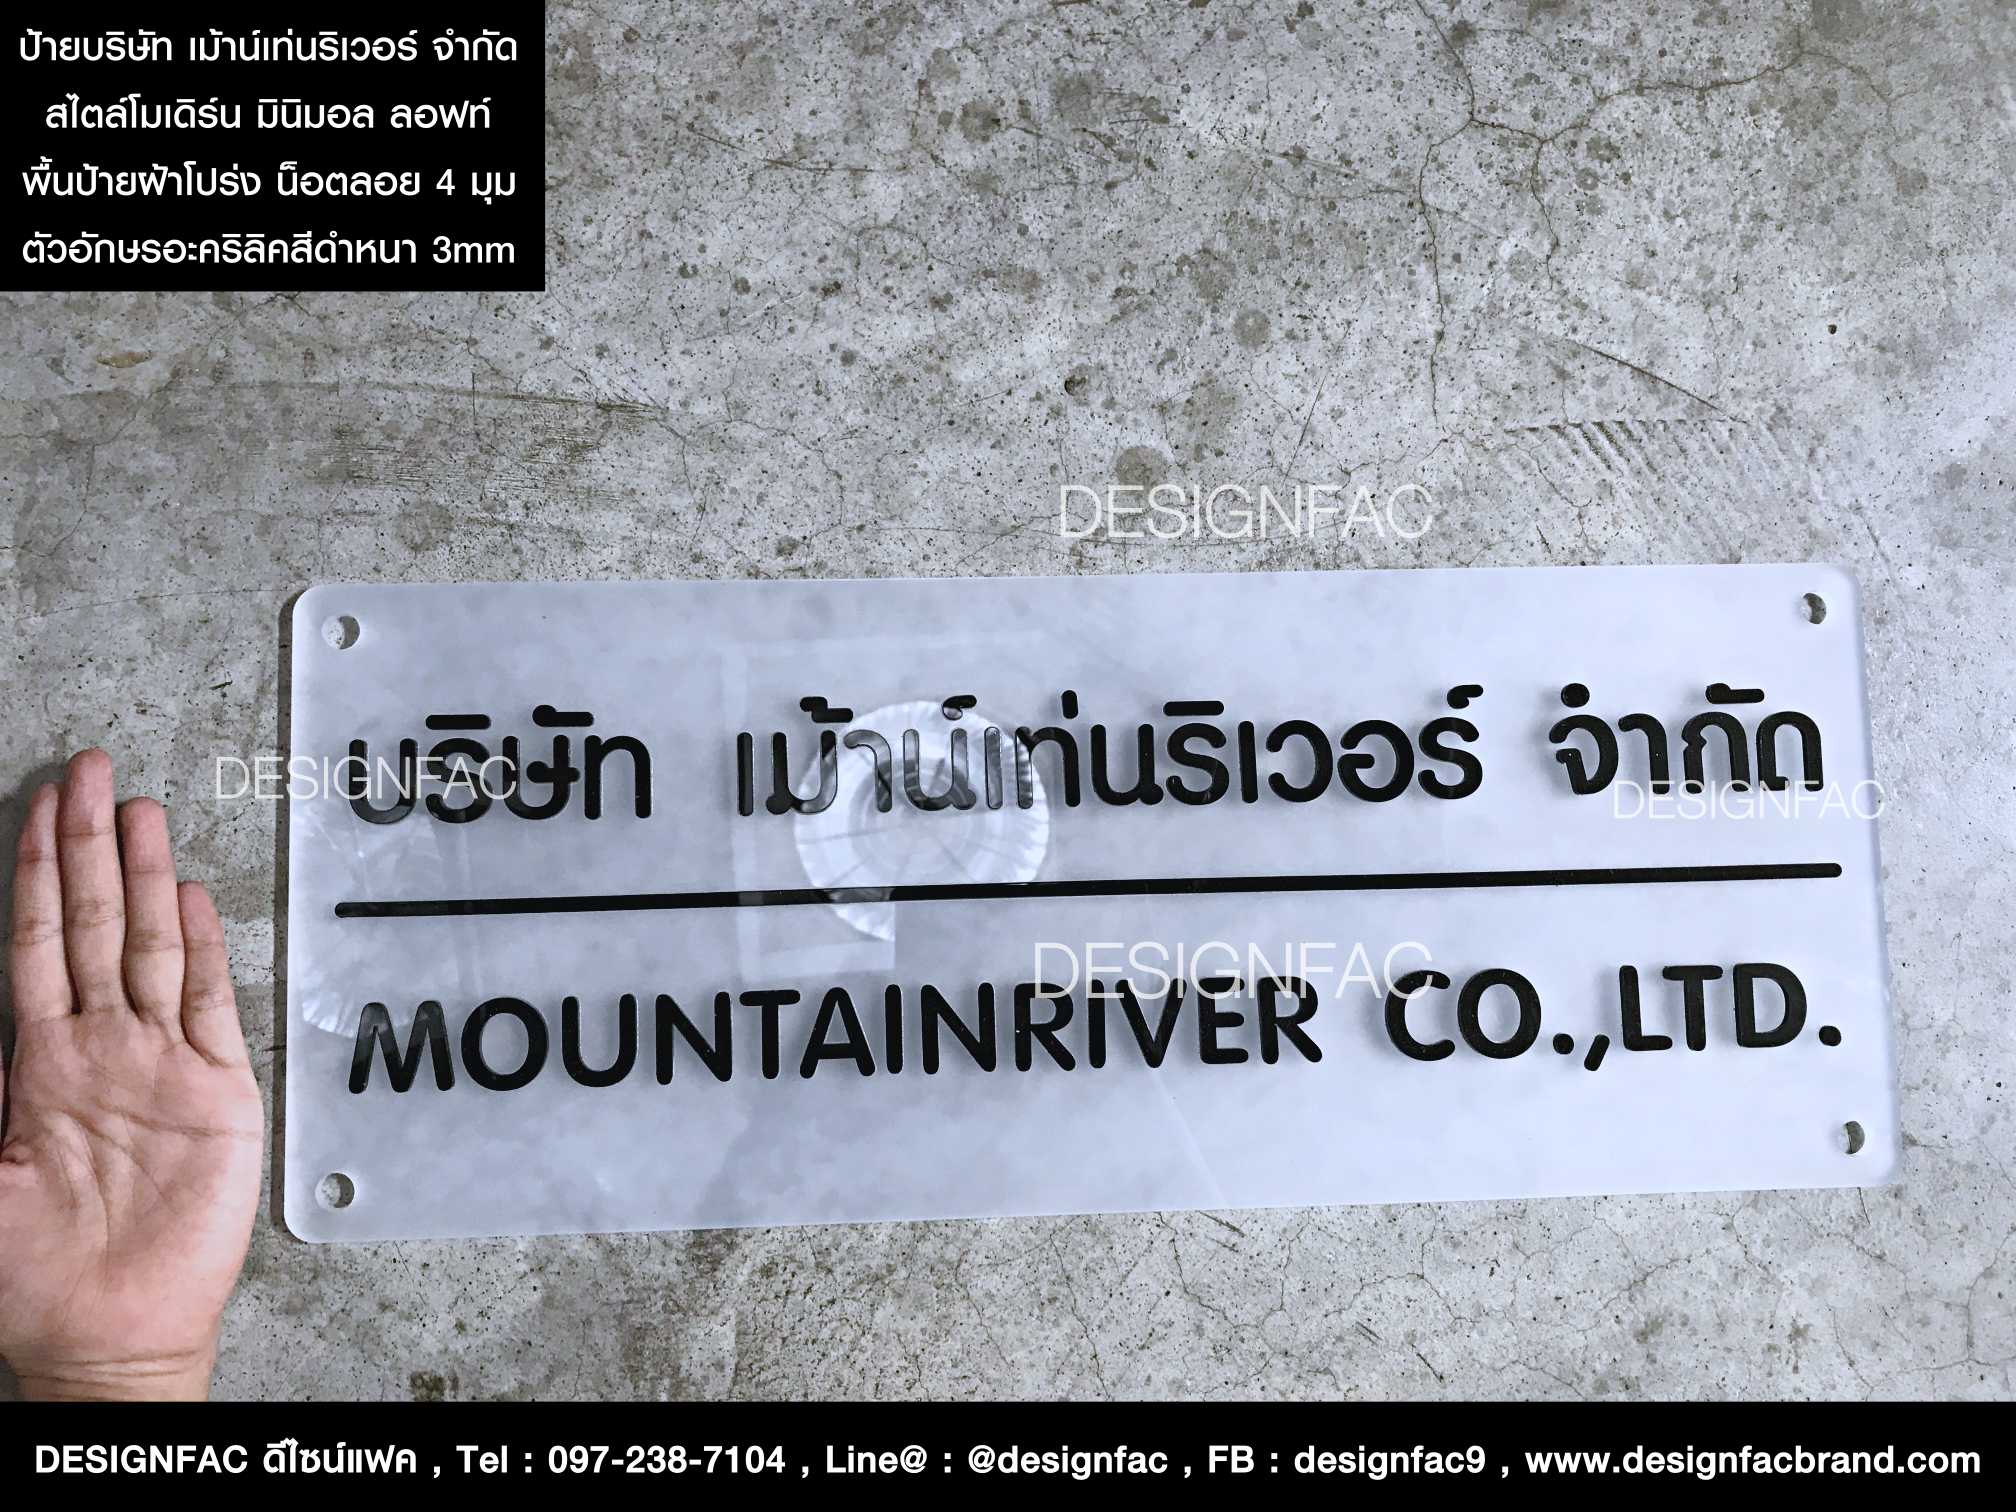 ป้ายบริษัท เม้าน์เท่นริเวอร์ จำกัด
สไตล์โมเดิร์น มินิมอล ลอฟท์
พื้นป้ายฝ้าโปร่ง น็อตลอย 4 มุม
ตัวอักษรอะคริลิคสีดำหนา 3mm
DESIGNFAC
บริษัท เม้าน์เท่นริเวอร์ จำกัด
DESIGNFAC
DESIGNFAC
DESIGNFAC
MOUNTAINRIVER CO.,LTD.
DESIGNFAC ดีไซน์แฟค , Tel : 097-238-7104 , Line@ : @designfac , FB : designfac9 , www.designfacbrand.com